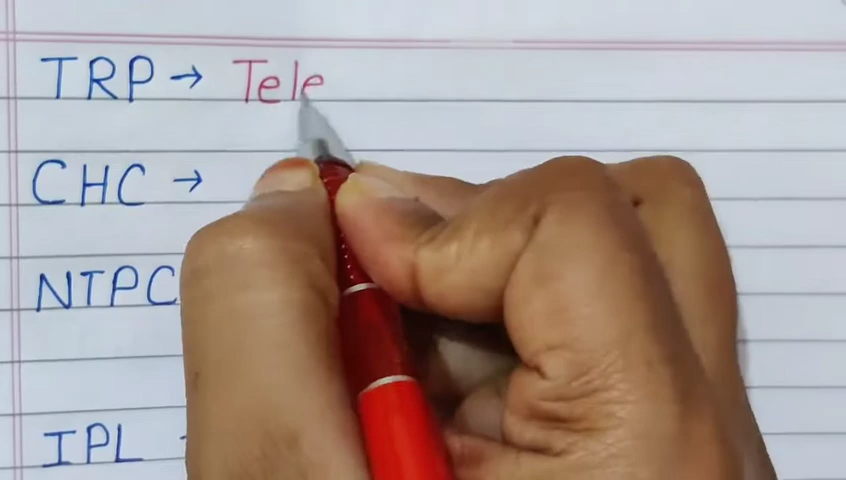 TRP → Tele
CHC →
NTPC
IPL